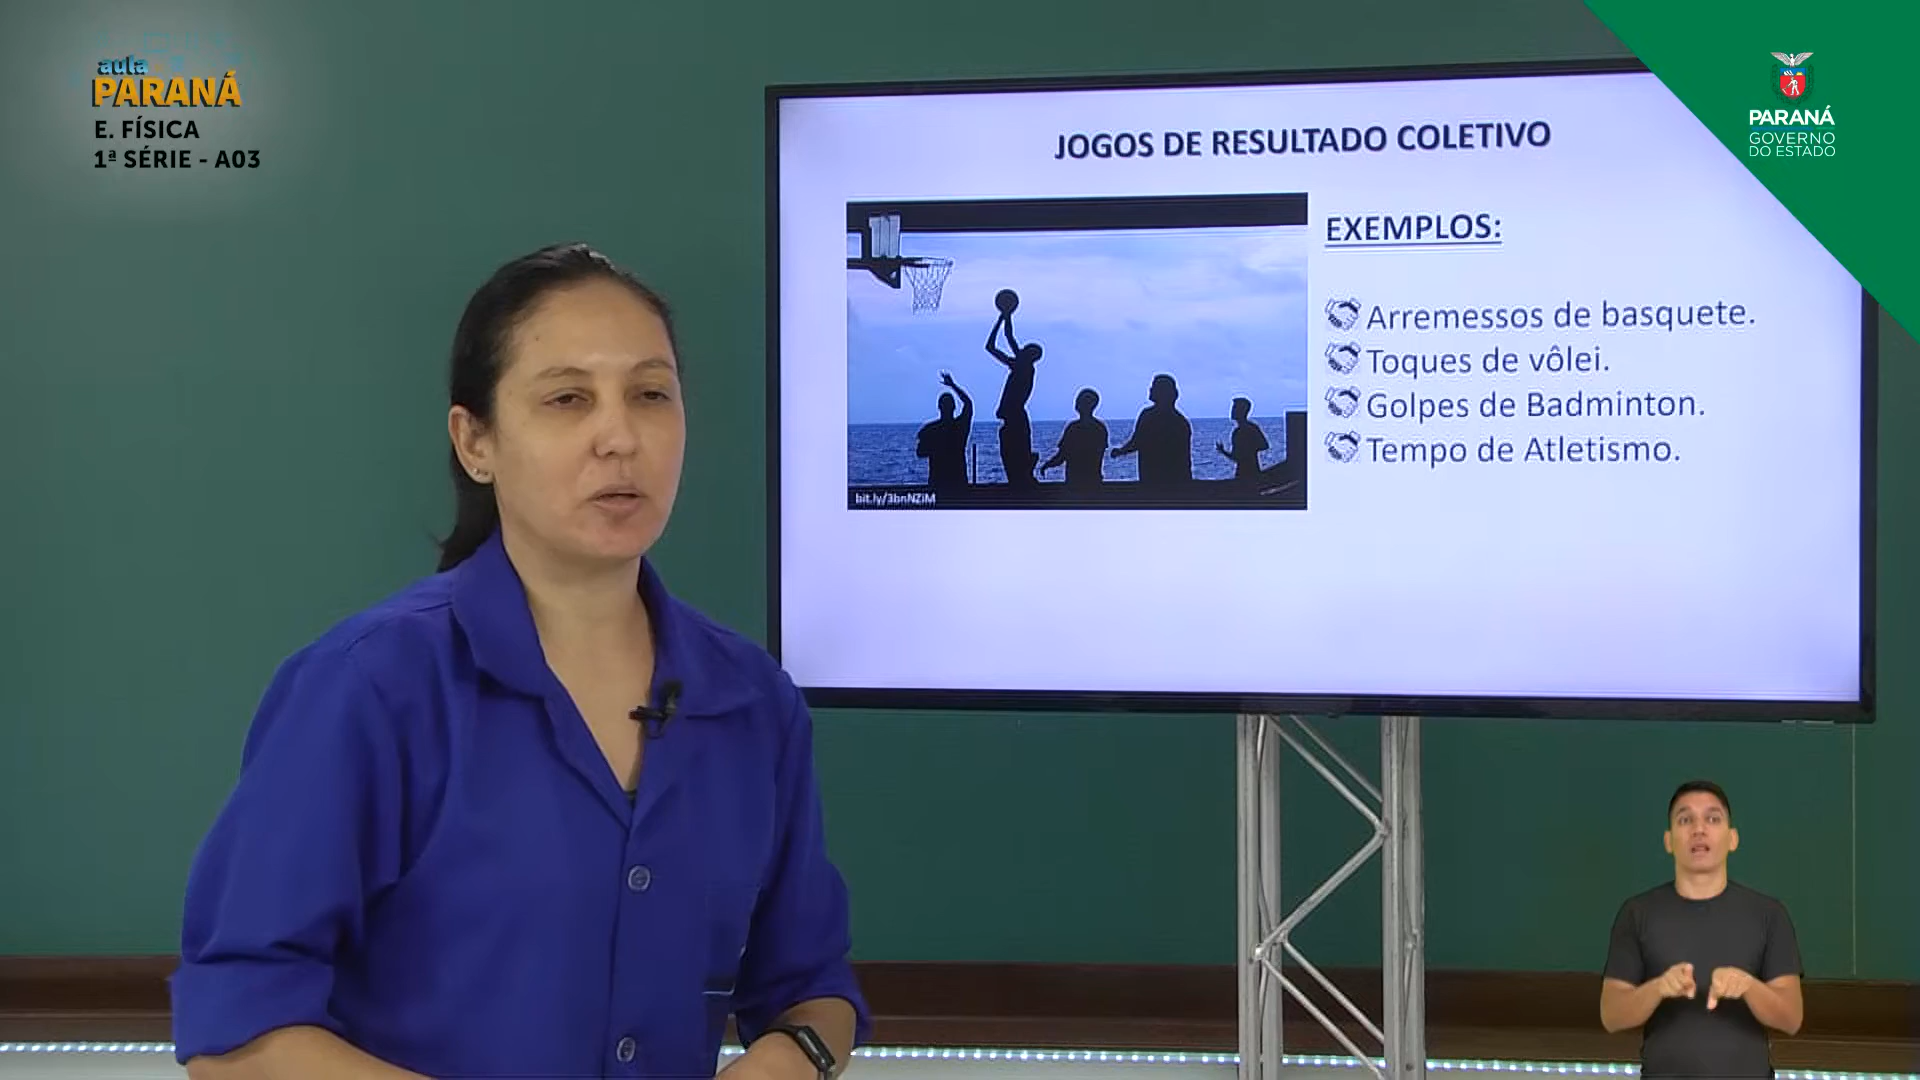 aula
PARANÁ
E. FÍSICA
1ª SÉRIE - A03
JOGOS DE RESULTADO COLETIVO
EXEMPLOS:
Arremessos de basquete.
Toques de vôlei.
Golpes de Badminton.
Tempo de Atletismo.
bit.ly/3bnNZiM
PARANÁ
GOVERNO
DO ESTADO